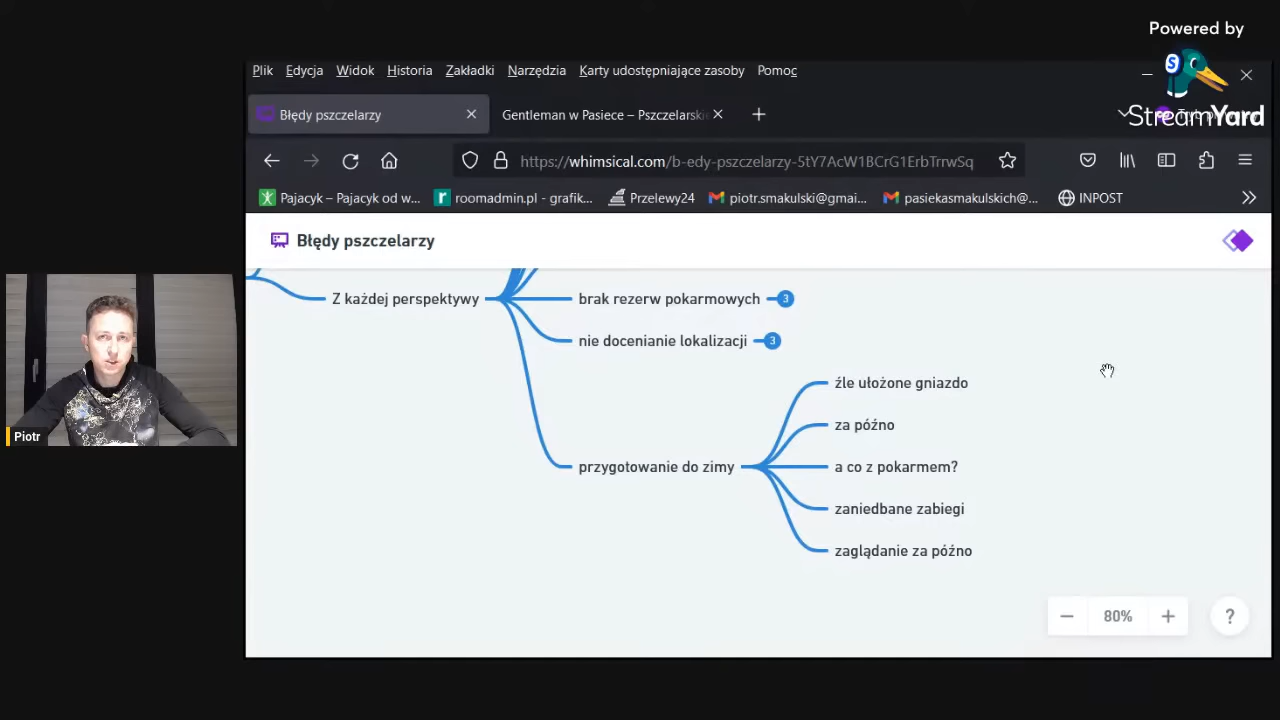 Powered by
StreamYard
Plik Edycja Widok Historia Zakładki Narzędzia Karty udostępniające zasoby Pomoc
Błędy pszczelarzy
Gentleman w Pasiece – Pszczelarski
https://whimsical.com/b-edy-pszczelarzy-5tY7AcW1BCrG1ErbTrrwSq
Pajacyk – Pajacyk od w... roomadmin.pl - grafik... Przelewy24 piotr.smakulski@gmai... pasiekasmakulskich@... INPOST
Błędy pszczelarzy
Z każdej perspektywy
brak rezerw pokarmowych 3
nie docenianie lokalizacji 3
przygotowanie do zimy
źle ułożone gniazdo
za późno
a co z pokarmem?
zaniedbane zabiegi
zaglądanie za późno
80%
?
Piotr